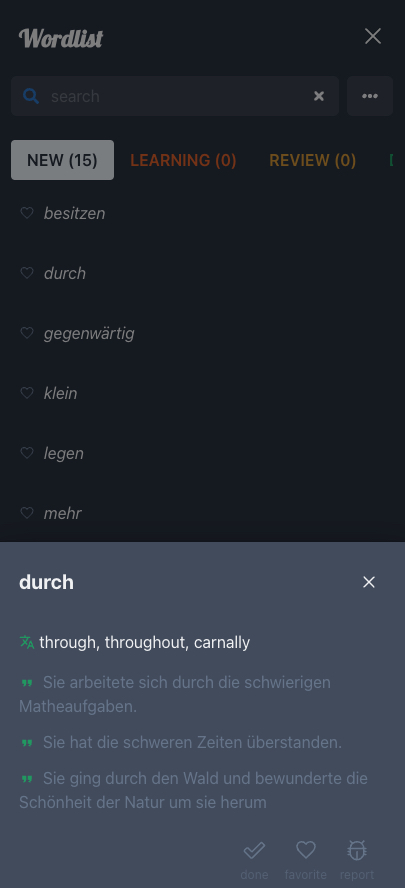 Wordlist
search
NEW (15) LEARNING (0) REVIEW (0)
besitzen
durch
gegenwärtig
klein
legen
mehr
durch
through, throughout, carnally
Sie arbeitete sich durch die schwierigen
Matheaufgaben.
Sie hat die schweren Zeiten überstanden.
Sie ging durch den Wald und bewunderte die
Schönheit der Natur um sie herum
done favorite report